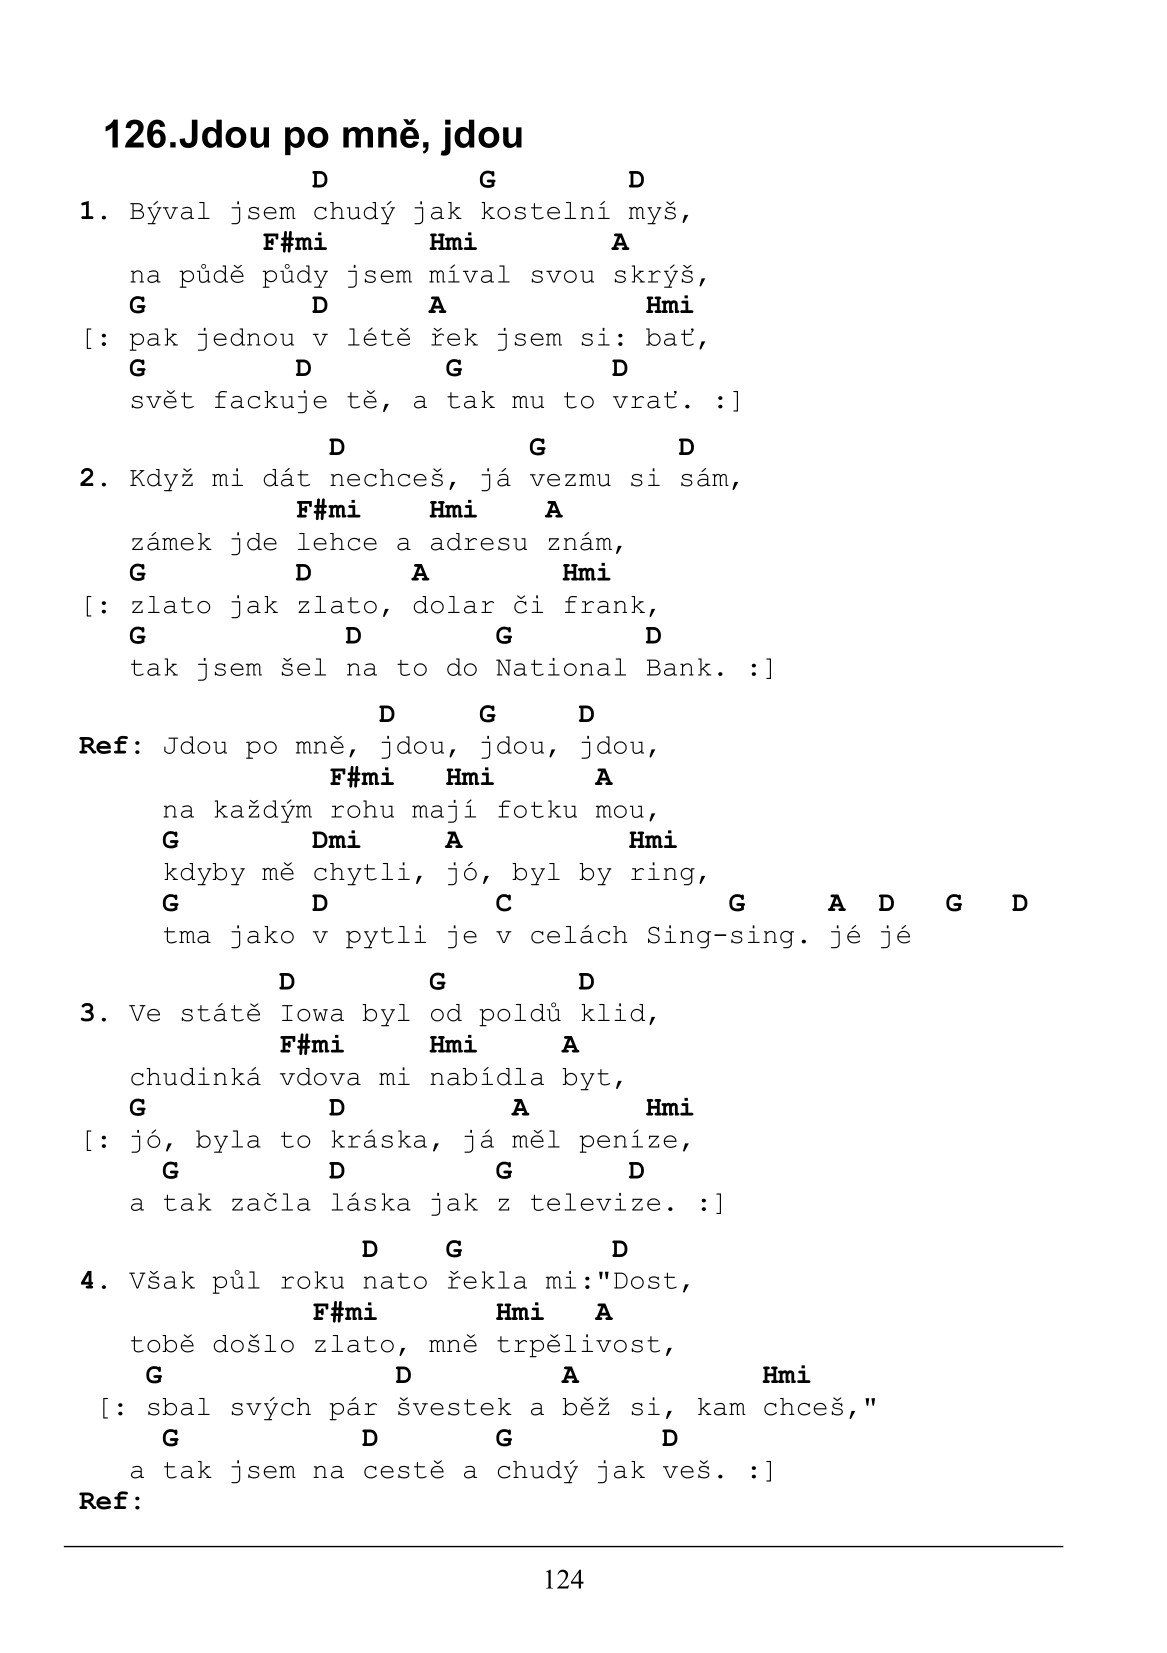 126.Jdou po mně, jdou
D G D
1. Býval jsem chudý jak kostelní myš,
F#mi Hmi A
na půdě půdy jsem míval svou skrýš,
G D A Hmi
[: pak jednou v létě řek jsem si: bať,
G D G D
svět fackuje tě, a tak mu to vrať. :]
D G D
2. Když mi dát nechceš, já vezmu si sám,
F#mi Hmi A
zámek jde lehce a adresu znám,
G D A Hmi
[: zlato jak zlato, dolar či frank,
G D G D
tak jsem šel na to do National Bank. :]
D G D
Ref: Jdou po mně, jdou, jdou, jdou,
F#mi Hmi A
na každým rohu mají fotku mou,
G Dmi A Hmi
kdyby mě chytli, jó, byl by ring,
G D C G A D G D
tma jako v pytli je v celách Sing-sing. jé jé
D G D
3. Ve státě Iowa byl od poldů klid,
F#mi Hmi A
chudinká vdova mi nabídla byt,
G D A Hmi
[: jó, byla to kráska, já měl peníze,
G D G D
a tak začla láska jak z televize. :]
D G D
4. Však půl roku nato řekla mi:"Dost,
F#mi Hmi A
tobě došlo zlato, mně trpělivost,
G D A Hmi
[: sbal svých pár švestek a běž si, kam chceš,"
G D G D
a tak jsem na cestě a chudý jak veš. :]
Ref:
124